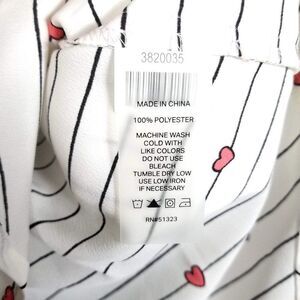 3820035
MADE IN CHINA
100% POLYESTER
MACHINE WASH
COLD WITH
LIKE COLORS
DO NOT USE
BLEACH
TUMBLE DRY LOW
USE LOW IRON
IF NECESSARY
RN#51323